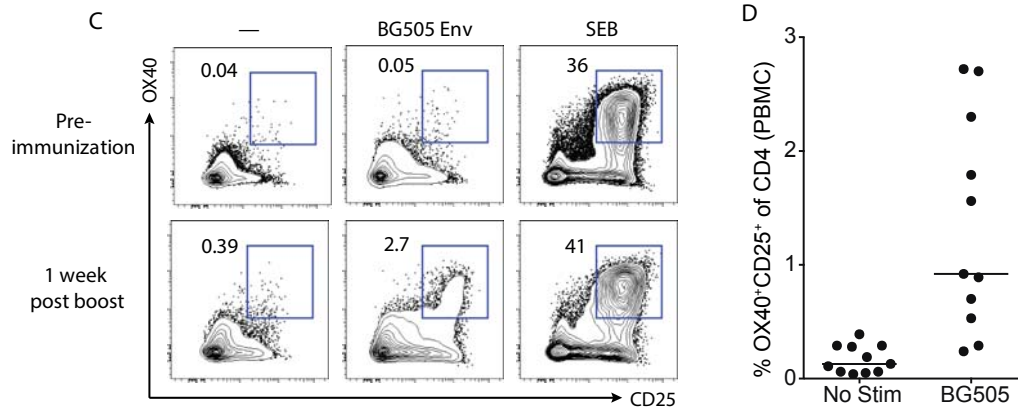 C
— BG505 Env SEB
OX40
Pre-
immunization
0.04 0.05 36
1 week
post boost
0.39 2.7 41
CD25
D
% OX40⁺CD25⁺ of CD4 (PBMC)
3
2
1
0
No Stim BG505